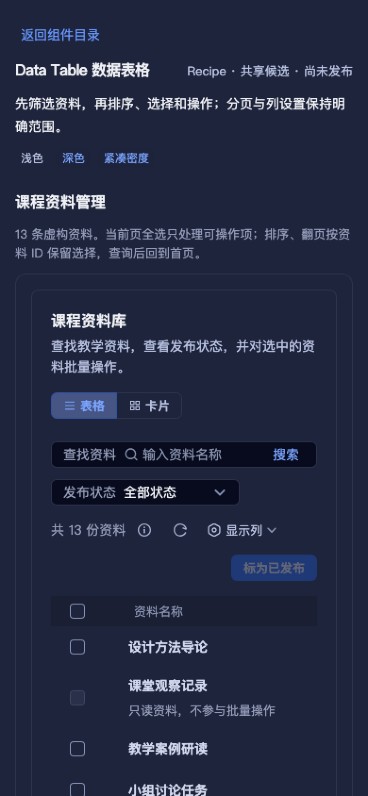 返回组件目录
Data Table 数据表格 Recipe · 共享候选 · 尚未发布
先筛选资料，再排序、选择和操作；分页与列设置保持明
确范围。
浅色 深色 紧凑密度
课程资料管理
13 条虚构资料。当前页全选只处理可操作项；排序、翻页按资
料 ID 保留选择，查询后回到首页。
课程资料库
查找教学资料，查看发布状态，并对选中的资
料批量操作。
表格 卡片
查找资料 输入资料名称 搜索
发布状态 全部状态
共 13 份资料 显示列
标为已发布
资料名称
设计方法导论
课堂观察记录
只读资料，不参与批量操作
教学案例研读
小组讨论任务